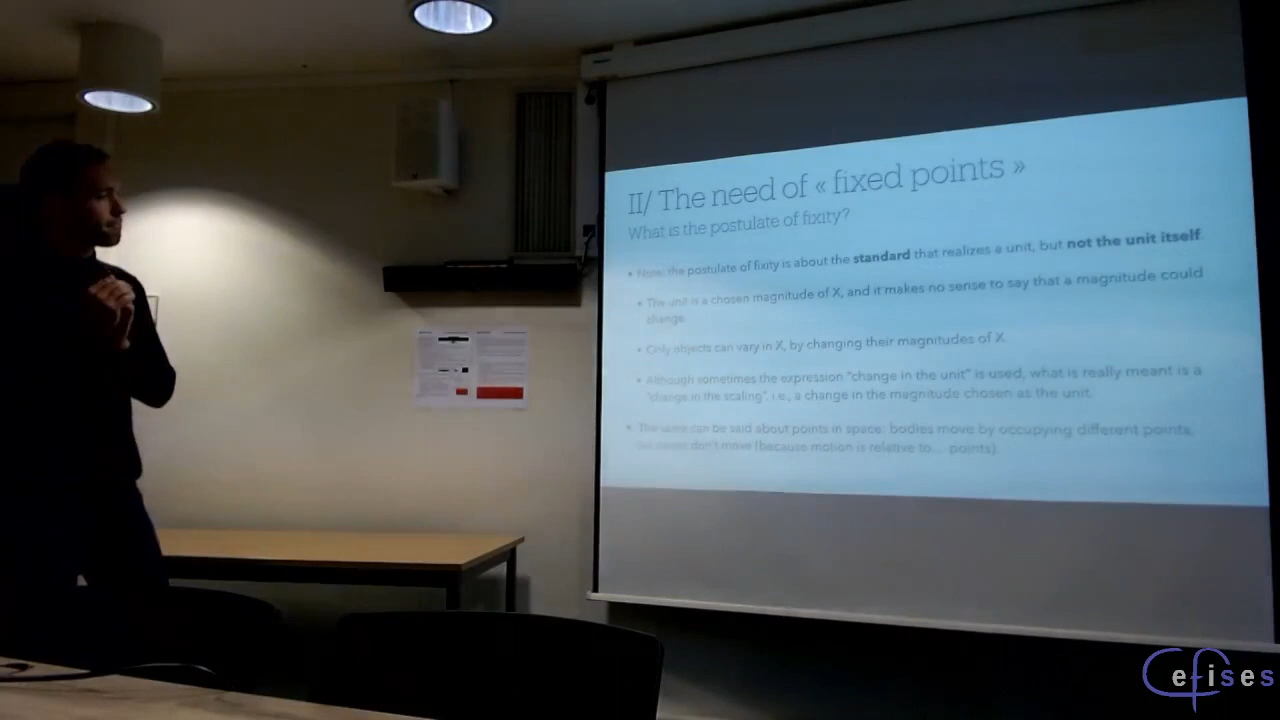 II/ The need of « fixed points »
What is the postulate of fixity?
• Note: the postulate of fixity is about the standard that realizes a unit, but not the unit itself.
• The unit is a chosen magnitude of X, and it makes no sense to say that a magnitude could
change.
• Only objects can vary in X, by changing their magnitudes of X.
• Although sometimes the expression "change in the unit" is used, what is really meant is a
"change in the scaling", i.e., a change in the magnitude chosen as the unit.
• The same can be said about points in space: bodies move by occupying different points,
don't move (because motion is relative to... points).
Cefises